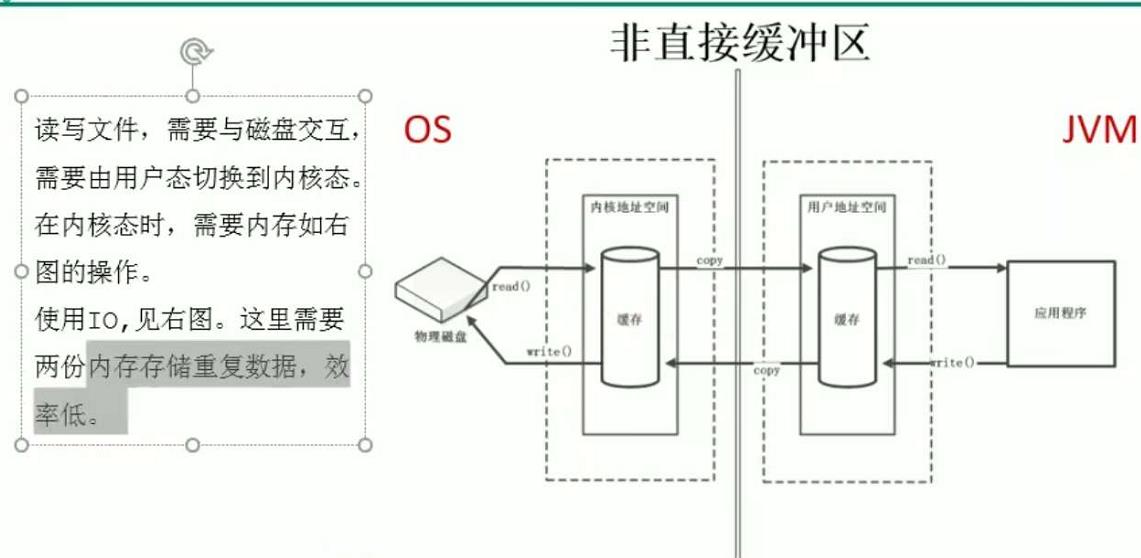 非直接缓冲区
读写文件，需要与磁盘交互，
需要由用户态切换到内核态。
在内核态时，需要内存如右
图的操作。
使用IO,见右图。这里需要
两份内存存储重复数据，效
率低。
OS
JVM
内核地址空间
用户地址空间
copy
read()
read()
缓存
缓存
应用程序
物理磁盘
write()
copy
write()